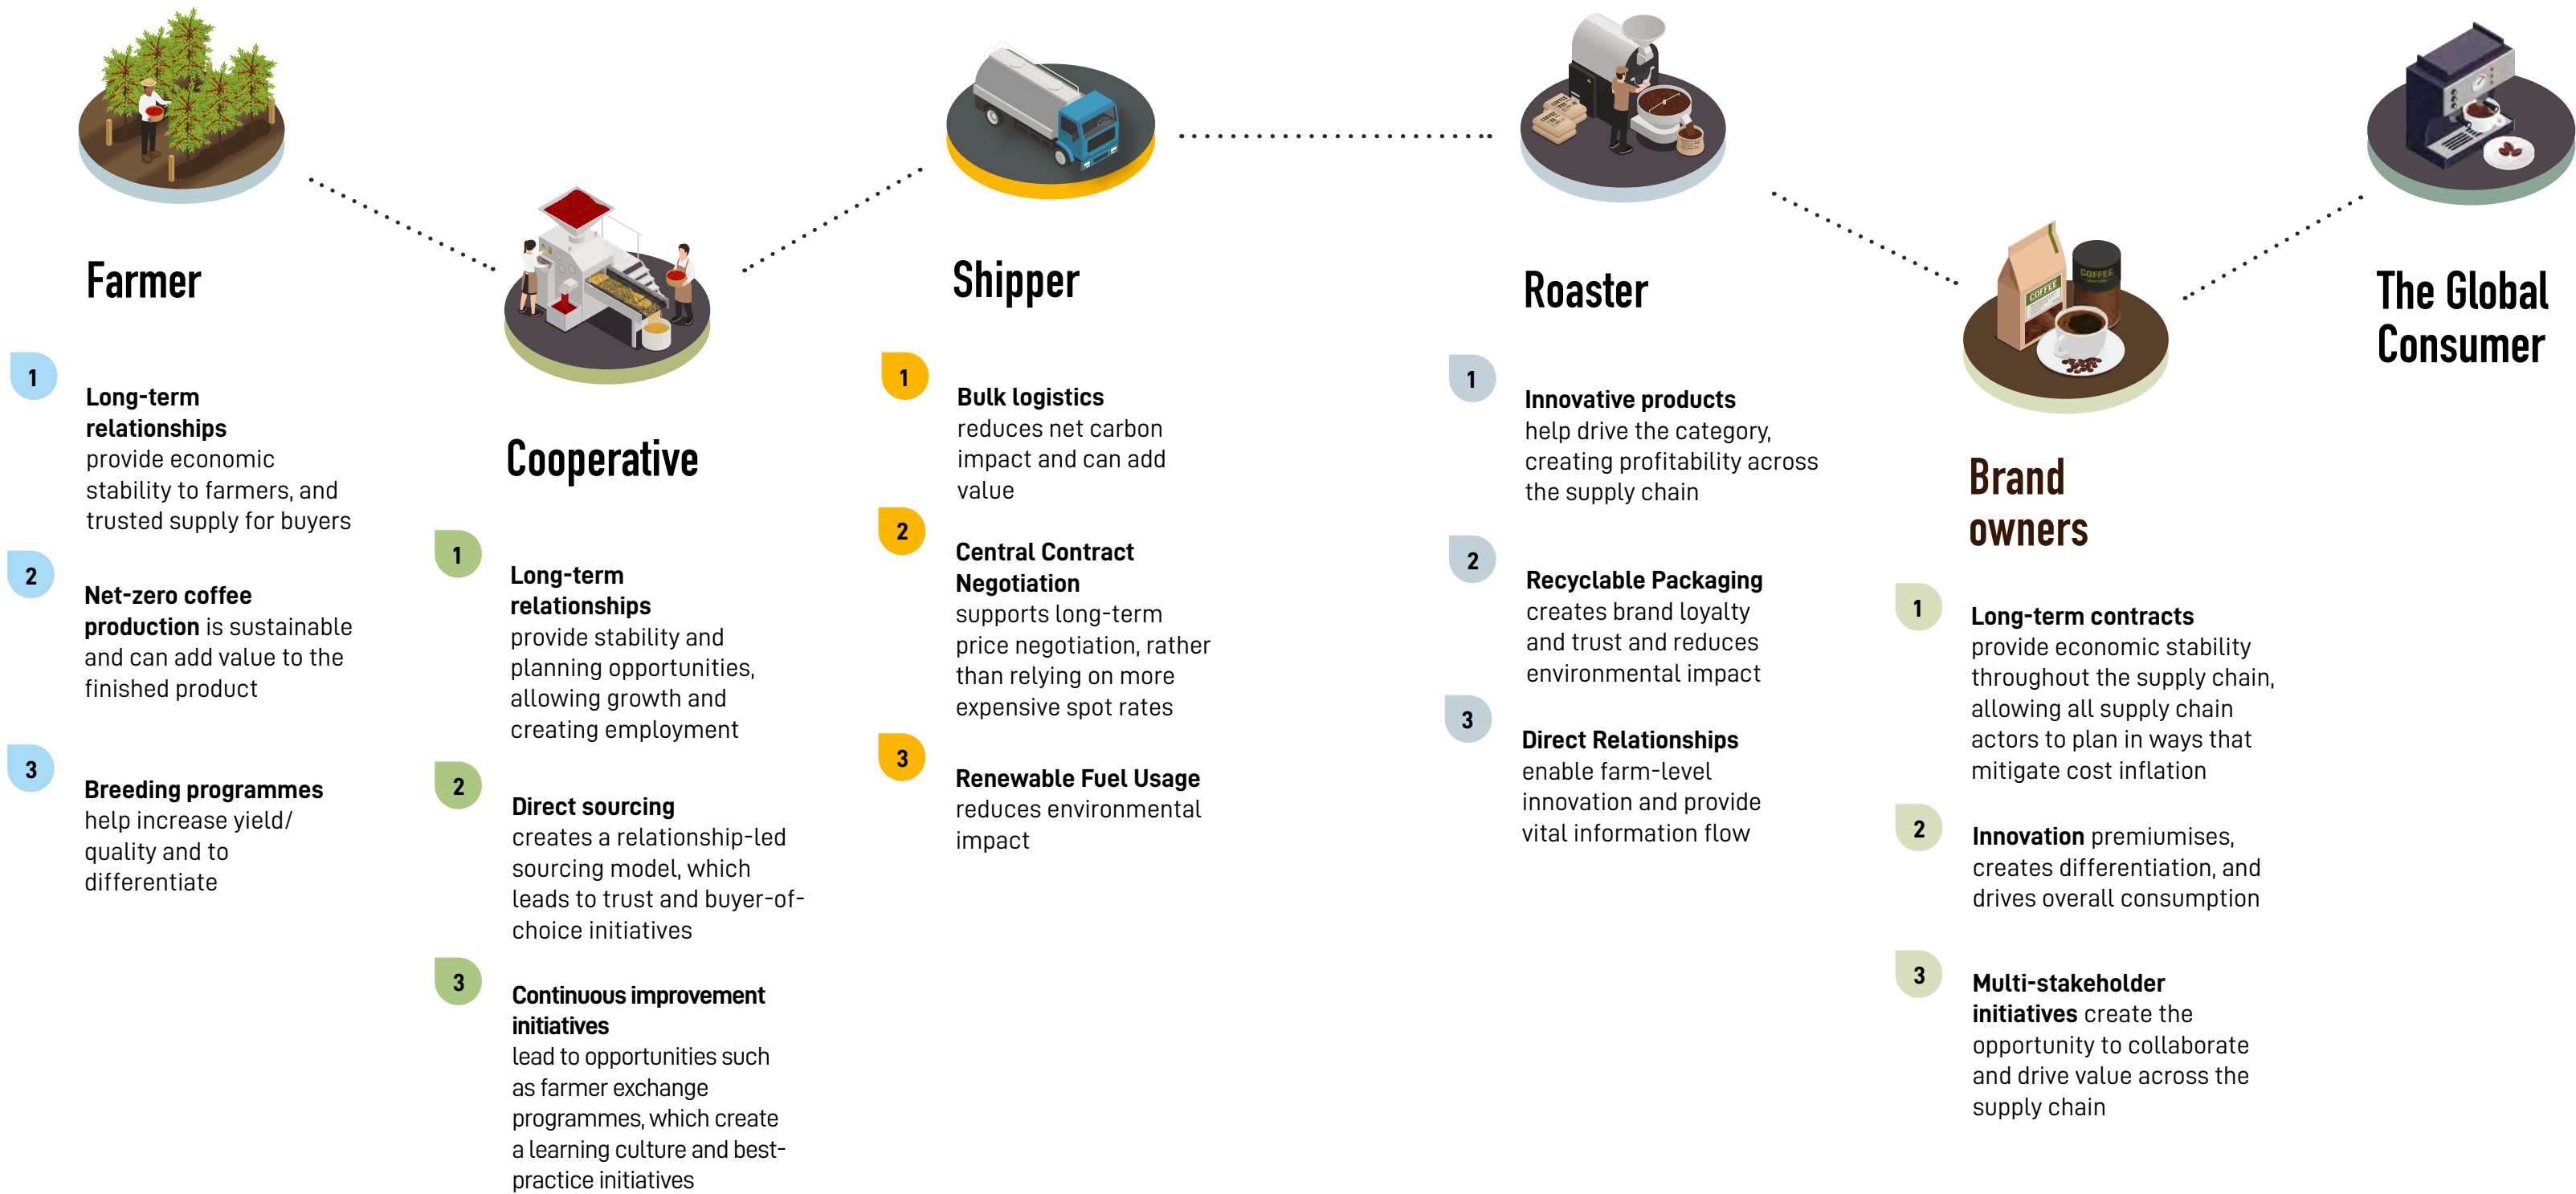 Farmer
1
Long-term
relationships
provide economic
stability to farmers, and
trusted supply for buyers
2
Net-zero coffee
production is sustainable
and can add value to the
finished product
3
Breeding programmes
help increase yield/
quality and to
differentiate
Cooperative
1
Long-term
relationships
provide stability and
planning opportunities,
allowing growth and
creating employment
2
Direct sourcing
creates a relationship-led
sourcing model, which
leads to trust and buyer-of-
choice initiatives
3
Continuous improvement
initiatives
lead to opportunities such
as farmer exchange
programmes, which create
a learning culture and best-
practice initiatives
Shipper
1
Bulk logistics
reduces net carbon
impact and can add
value
2
Central Contract
Negotiation
supports long-term
price negotiation, rather
than relying on more
expensive spot rates
3
Renewable Fuel Usage
reduces environmental
impact
COFFEE
COFFEE
Roaster
1
Innovative products
help drive the category,
creating profitability across
the supply chain
2
Recyclable Packaging
creates brand loyalty
and trust and reduces
environmental impact
3
Direct Relationships
enable farm-level
innovation and provide
vital information flow
COFFEE
COFFEE
Brand
owners
1
Long-term contracts
provide economic stability
throughout the supply chain,
allowing all supply chain
actors to plan in ways that
mitigate cost inflation
2
Innovation premiumises,
creates differentiation, and
drives overall consumption
3
Multi-stakeholder
initiatives create the
opportunity to collaborate
and drive value across the
supply chain
The Global
Consumer